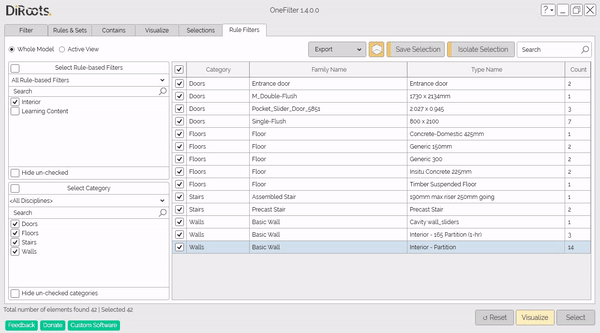 DiRoots.
OneFilter 1.4.0.0
?
Filter
Rules & Sets
Contains
Visualize
Selections
Rule Filters
Whole Model
Active View
Export
Save Selection
Isolate Selection
Search
Select Rule-based Filters
All Rule-based Filters
Search
Interior
Learning Content
Hide un-checked
Select Category
<All Disciplines>
Search
Doors
Floors
Stairs
Walls
Hide un-checked categories
Category Family Name Type Name Count
Doors Entrance door Entrance door 2
Doors M_Double-Flush 1730 x 2134mm 1
Doors Pocket_Slider_Door_5851 2.027 x 0.945 3
Doors Single-Flush 800 x 2100 7
Floors Floor Concrete-Domestic 425mm 1
Floors Floor Generic 150mm 2
Floors Floor Generic 300 2
Floors Floor Insitu Concrete 225mm 2
Floors Floor Timber Suspended Floor 1
Stairs Assembled Stair 190mm max riser 250mm going 1
Stairs Precast Stair Precast Stair 2
Walls Basic Wall Cavity wall_sliders 1
Walls Basic Wall Interior - 165 Partition (1-hr) 3
Walls Basic Wall Interior - Partition 14
Total number of elements found 42 | Selected 42
Feedback
Donate
Custom Software
Reset
Visualize
Select